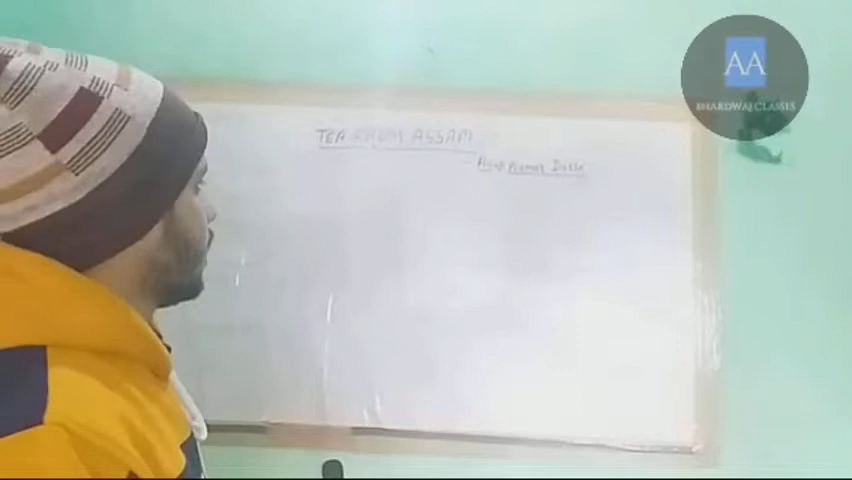 AA
BHARDWAJ CLASSES
TEA FROM ASSAM
- Arup Kumar Datta